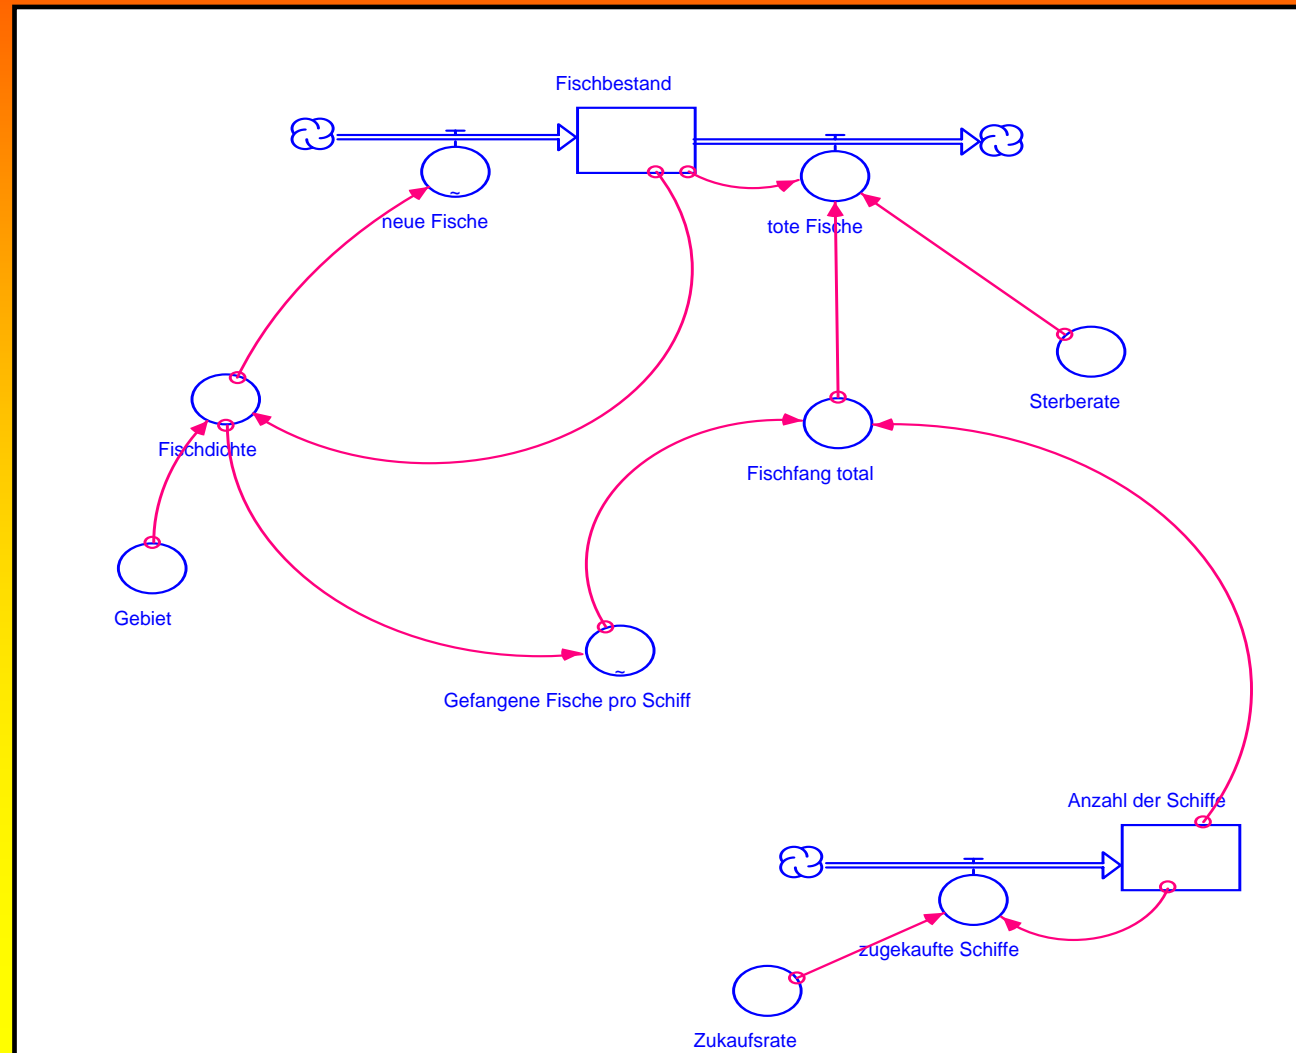 Fischbestand
neue Fische
tote Fische
Sterberate
Fischdichte
Fischfang total
Gebiet
Gefangene Fische pro Schiff
Anzahl der Schiffe
zugekaufte Schiffe
Zukaufsrate